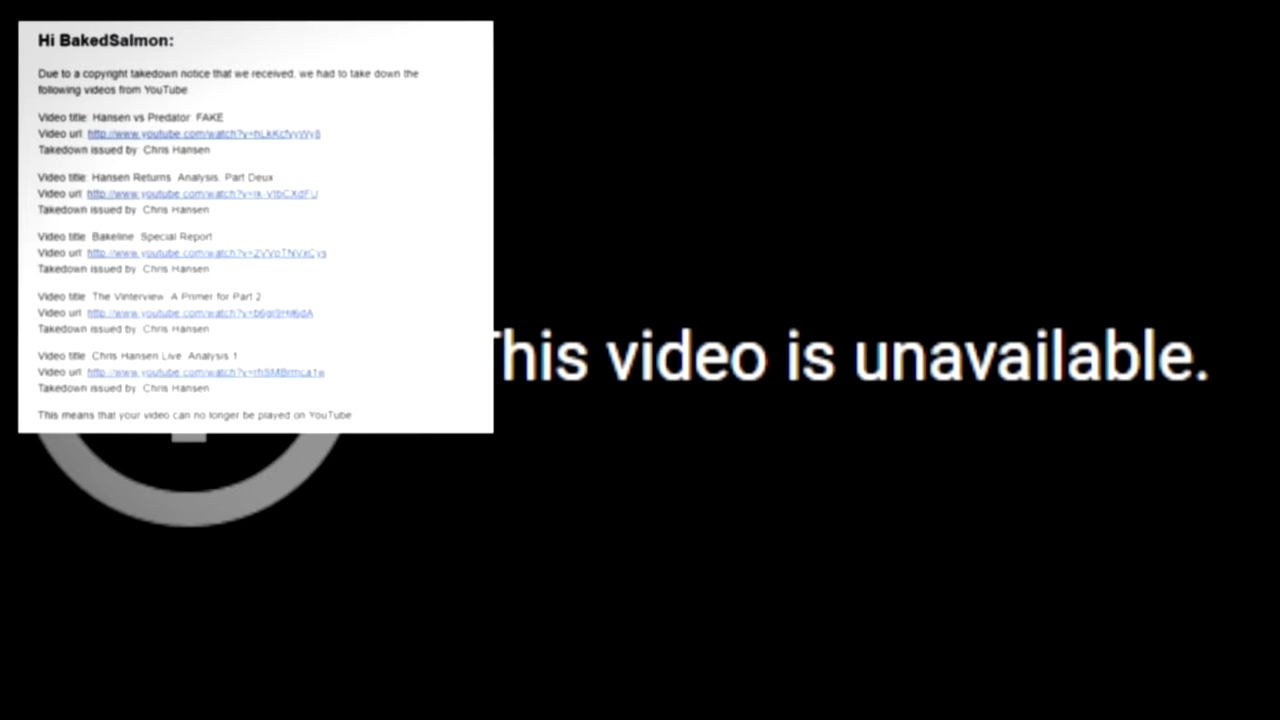 Hi BakedSalmon:
Due to a copyright takedown notice that we received, we had to take down the
following videos from YouTube
Video title: Hansen vs Predator: FAKE
Video url:
Takedown issued by: Chris Hansen
Video title: Hansen Returns Analysis. Part Deux
Video url:
Takedown issued by: Chris Hansen
Video title: Bakeline Special Report
Video url:
Takedown issued by: Chris Hansen
Video title: The Vinterview A Primer for Part 2
Video url:
Takedown issued by: Chris Hansen
Video title: Chris Hansen Live Analysis 1
Video url:
Takedown issued by: Chris Hansen
This means that your video can no longer be played on YouTube
This video is unavailable.